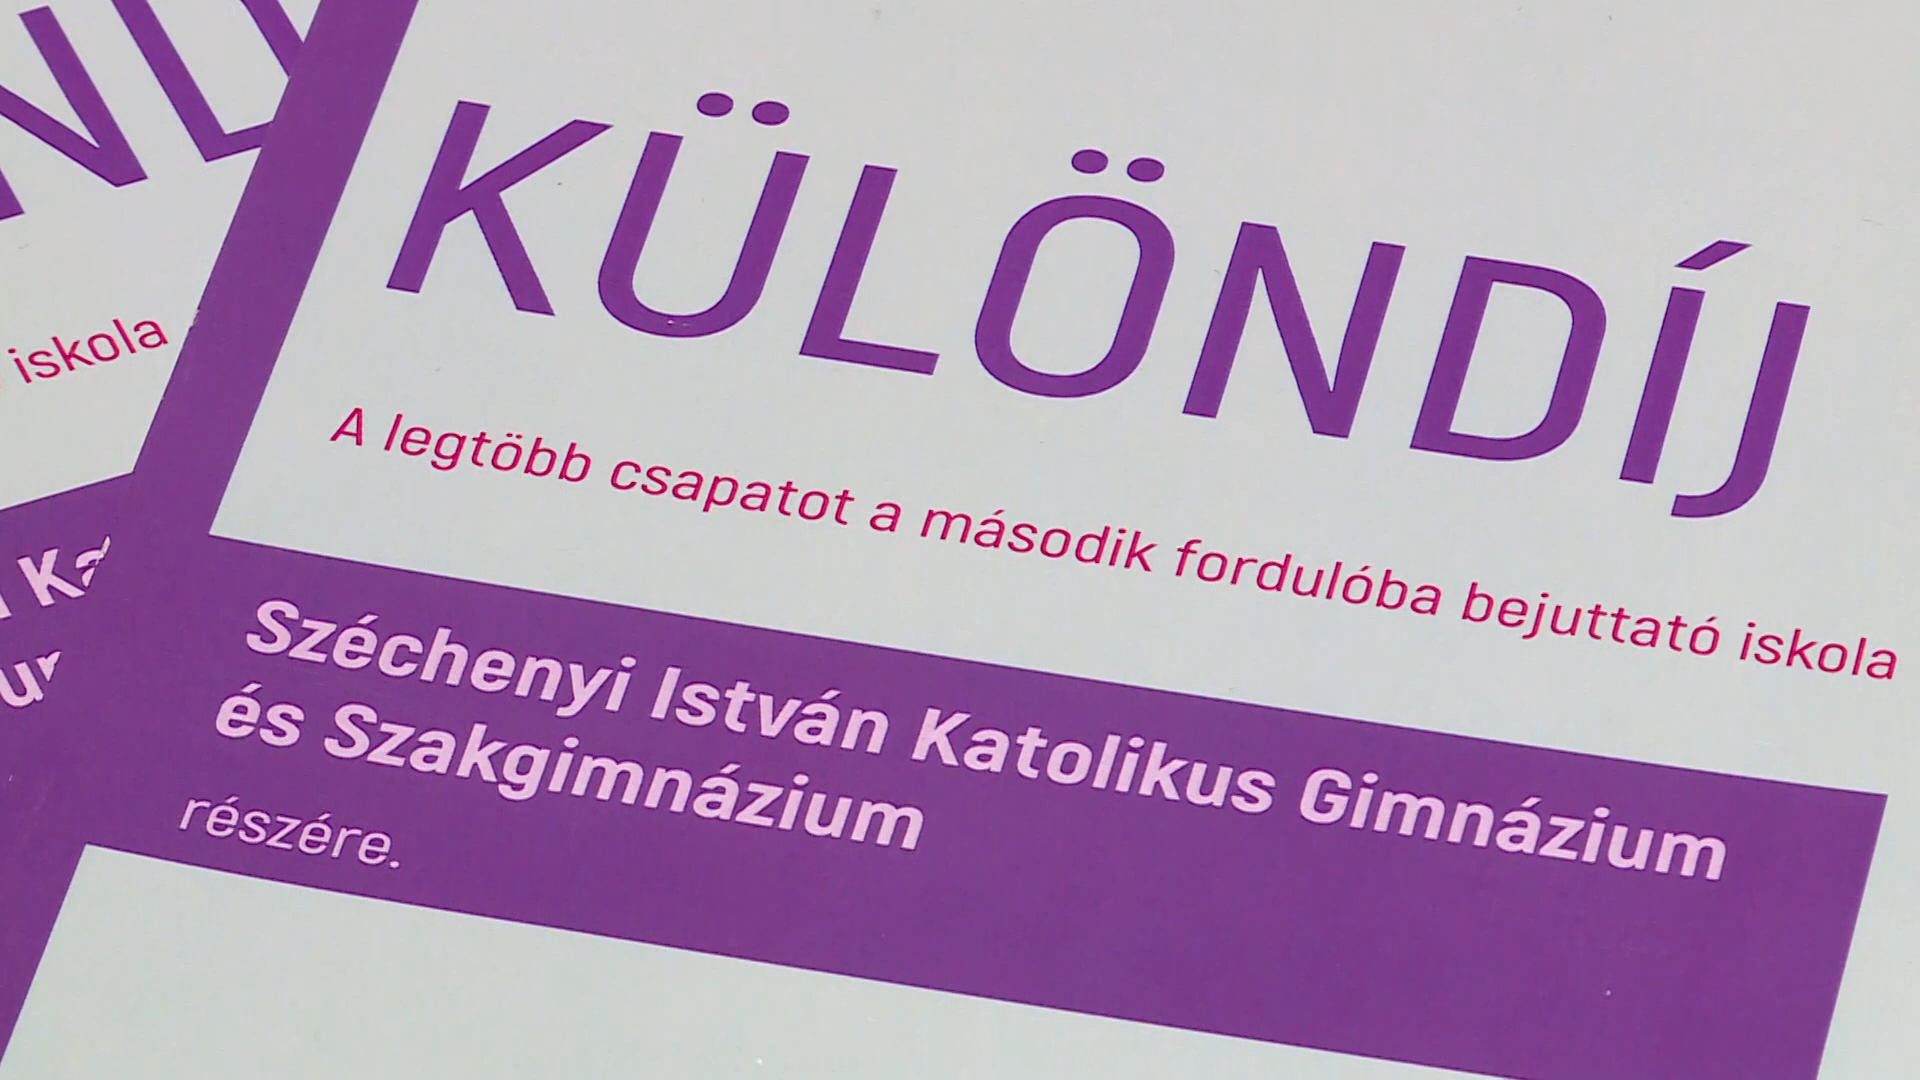 KÜLÖNDÍJ
A legtöbb csapatot a második fordulóba bejuttató iskola
Széchenyi István Katolikus Gimnázium
és Szakgimnázium
részére.
iskola